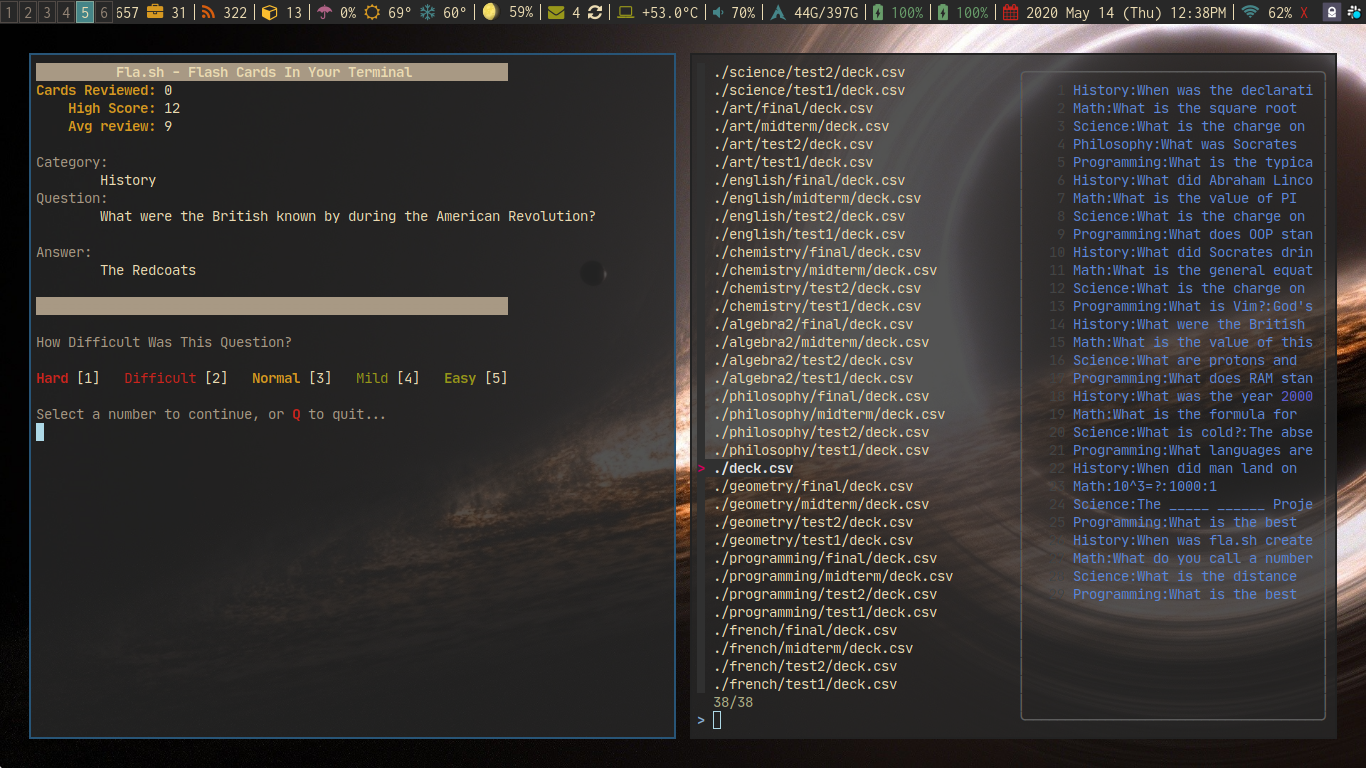 1 2 3 4 5 6 657 31 322 13 0% 69° 60° 59% 4 +53.0°C 70% 44G/397G 100% 100% 2020 May 14 (Thu) 12:38PM 62% X
Fla.sh - Flash Cards In Your Terminal
Cards Reviewed: 0
High Score: 12
Avg review: 9
Category:
History
Question:
What were the British known by during the American Revolution?
Answer:
The Redcoats
How Difficult Was This Question?
Hard [1] Difficult [2] Normal [3] Mild [4] Easy [5]
Select a number to continue, or Q to quit...
./science/test2/deck.csv
./science/test1/deck.csv
./art/final/deck.csv
./art/midterm/deck.csv
./art/test2/deck.csv
./art/test1/deck.csv
./english/final/deck.csv
./english/midterm/deck.csv
./english/test2/deck.csv
./english/test1/deck.csv
./chemistry/final/deck.csv
./chemistry/midterm/deck.csv
./chemistry/test2/deck.csv
./chemistry/test1/deck.csv
./algebra2/final/deck.csv
./algebra2/midterm/deck.csv
./algebra2/test2/deck.csv
./algebra2/test1/deck.csv
./philosophy/final/deck.csv
./philosophy/midterm/deck.csv
./philosophy/test2/deck.csv
./philosophy/test1/deck.csv
> ./deck.csv
./geometry/final/deck.csv
./geometry/midterm/deck.csv
./geometry/test2/deck.csv
./geometry/test1/deck.csv
./programming/final/deck.csv
./programming/midterm/deck.csv
./programming/test2/deck.csv
./programming/test1/deck.csv
./french/final/deck.csv
./french/midterm/deck.csv
./french/test2/deck.csv
./french/test1/deck.csv
38/38
>
1 History:When was the declarati
2 Math:What is the square root
3 Science:What is the charge on
4 Philosophy:What was Socrates
5 Programming:What is the typica
6 History:What did Abraham Linco
7 Math:What is the value of PI
8 Science:What is the charge on
9 Programming:What does OOP stan
10 History:What did Socrates drin
11 Math:What is the general equat
12 Science:What is the charge on
13 Programming:What is Vim?:God's
14 History:What were the British
15 Math:What is the value of this
16 Science:What are protons and
17 Programming:What does RAM stan
18 History:What was the year 2000
19 Math:What is the formula for
20 Science:What is cold?:The abse
21 Programming:What languages are
22 History:When did man land on
23 Math:10^3=?:1000:1
24 Science:The _____ ______ Proje
25 Programming:What is the best
History:When was fla.sh create
Math:What do you call a number
Science:What is the distance
Programming:What is the best